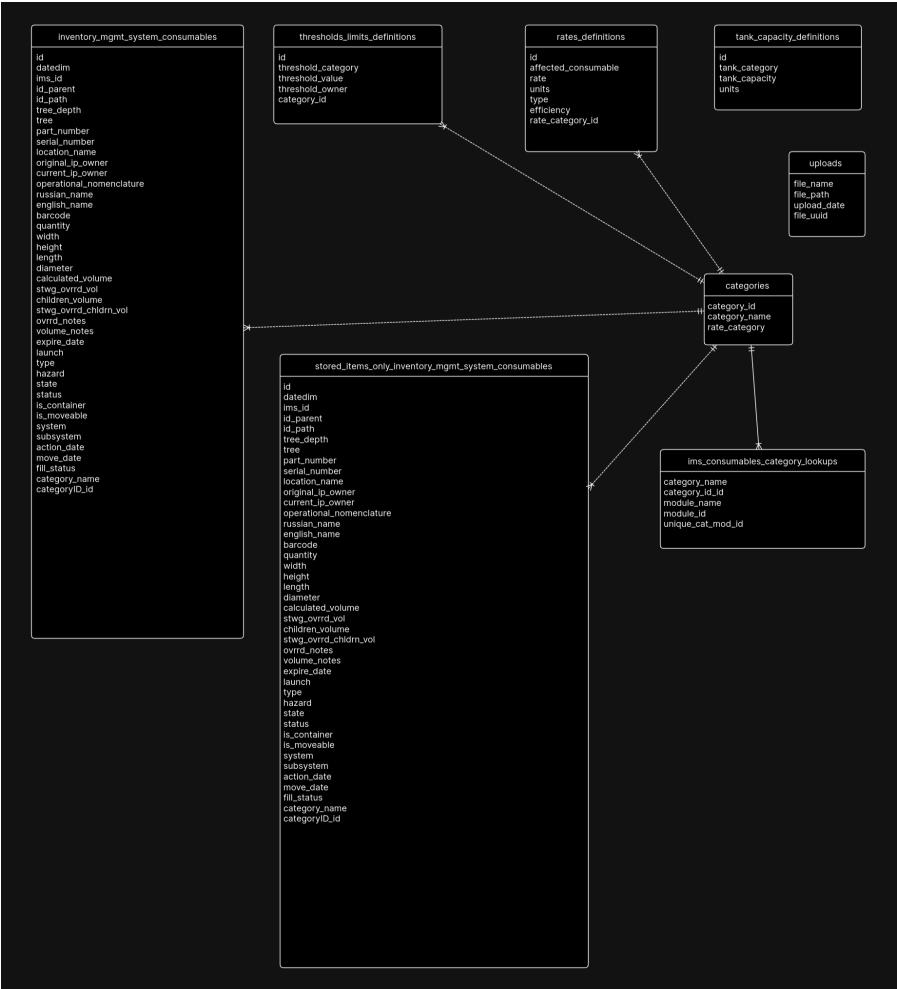 inventory_mgmt_system_consumables
id
datedim
ims_id
id_parent
id_path
tree_depth
tree
part_number
serial_number
location_name
original_ip_owner
current_ip_owner
operational_nomenclature
russian_name
english_name
barcode
quantity
width
height
length
diameter
calculated_volume
stwg_ovrrd_vol
children_volume
stwg_ovrrd_chldrn_vol
ovrrd_notes
volume_notes
expire_date
launch
type
hazard
state
status
is_container
is_moveable
system
subsystem
action_date
move_date
fill_status
category_name
categoryID_id
thresholds_limits_definitions
id
threshold_category
threshold_value
threshold_owner
category_id
rates_definitions
id
affected_consumable
rate
units
type
efficiency
rate_category_id
tank_capacity_definitions
id
tank_category
tank_capacity
units
uploads
file_name
file_path
upload_date
file_uuid
categories
category_id
category_name
rate_category
stored_items_only_inventory_mgmt_system_consumables
id
datedim
ims_id
id_parent
id_path
tree_depth
tree
part_number
serial_number
location_name
original_ip_owner
current_ip_owner
operational_nomenclature
russian_name
english_name
barcode
quantity
width
height
length
diameter
calculated_volume
stwg_ovrrd_vol
children_volume
stwg_ovrrd_chldrn_vol
ovrrd_notes
volume_notes
expire_date
launch
type
hazard
state
status
is_container
is_moveable
system
subsystem
action_date
move_date
fill_status
category_name
categoryID_id
ims_consumables_category_lookups
category_name
category_id_id
module_name
module_id
unique_cat_mod_id